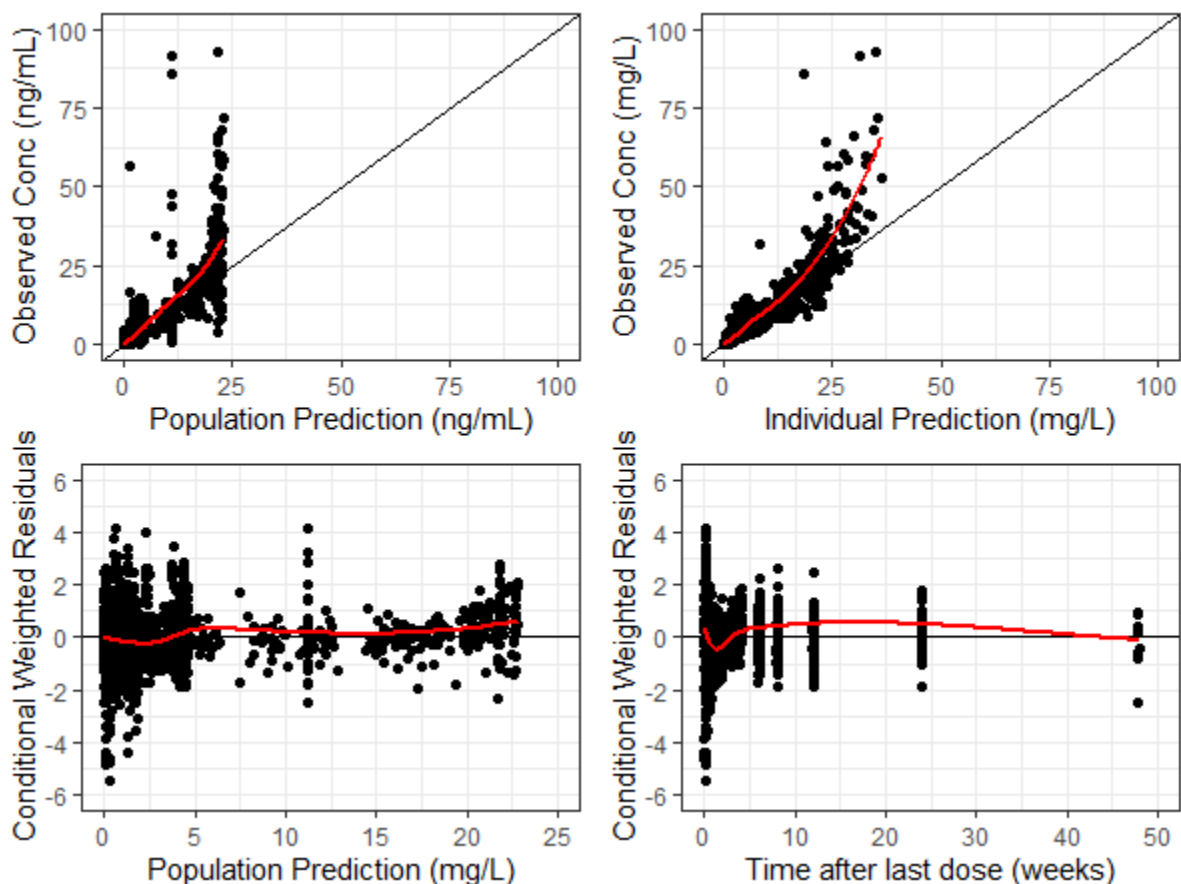 Observed Conc (ng/mL)
100
75
50
25
0
0 25 50 75 100
Population Prediction (ng/mL)
Observed Conc (mg/L)
100
75
50
25
0
0 25 50 75 100
Individual Prediction (mg/L)
Conditional Weighted Residuals
6
4
2
0
-2
-4
-6
0 5 10 15 20 25
Population Prediction (mg/L)
Conditional Weighted Residuals
6
4
2
0
-2
-4
-6
0 10 20 30 40 50
Time after last dose (weeks)